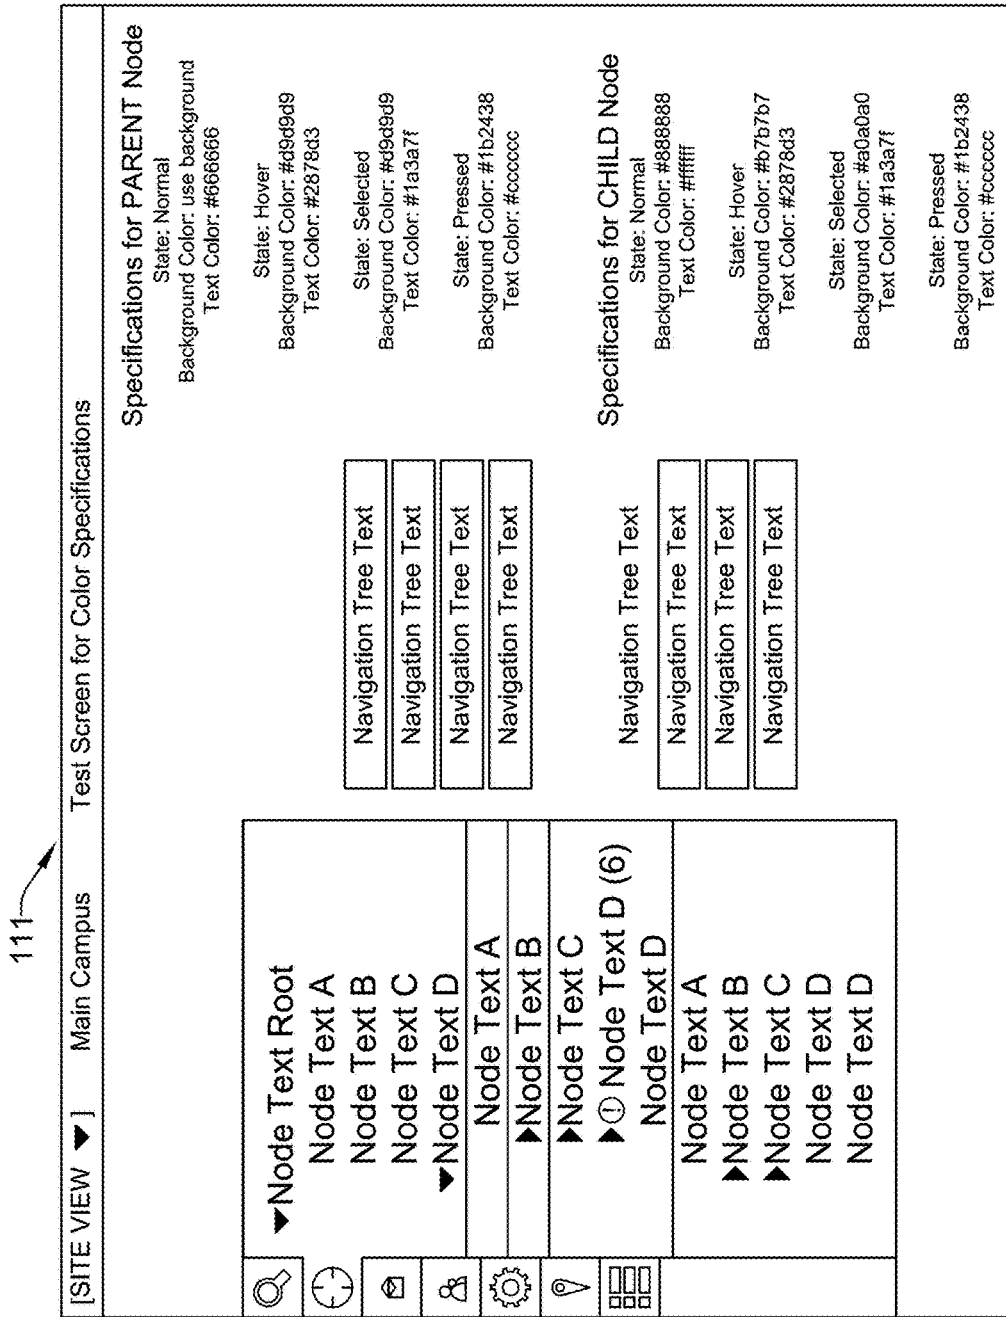 111
[SITE VIEW ▼] Main Campus Test Screen for Color Specifications
▼Node Text Root
Node Text A
Node Text B
Node Text C
▼Node Text D
Node Text A
▶Node Text B
▶Node Text C
▶! Node Text D (6)
Node Text D
Node Text A
▶Node Text B
▶Node Text C
Node Text D
Node Text D
Navigation Tree Text
Navigation Tree Text
Navigation Tree Text
Navigation Tree Text
Navigation Tree Text
Navigation Tree Text
Navigation Tree Text
Navigation Tree Text
Specifications for PARENT Node
State: Normal
Background Color: use background
Text Color: #666666
State: Hover
Background Color: #d9d9d9
Text Color: #2878d3
State: Selected
Background Color: #d9d9d9
Text Color: #1a3a7f
State: Pressed
Background Color: #1b2438
Text Color: #cccccc
Specifications for CHILD Node
State: Normal
Background Color: #888888
Text Color: #ffffff
State: Hover
Background Color: #b7b7b7
Text Color: #2878d3
State: Selected
Background Color: #a0a0a0
Text Color: #1a3a7f
State: Pressed
Background Color: #1b2438
Text Color: #cccccc